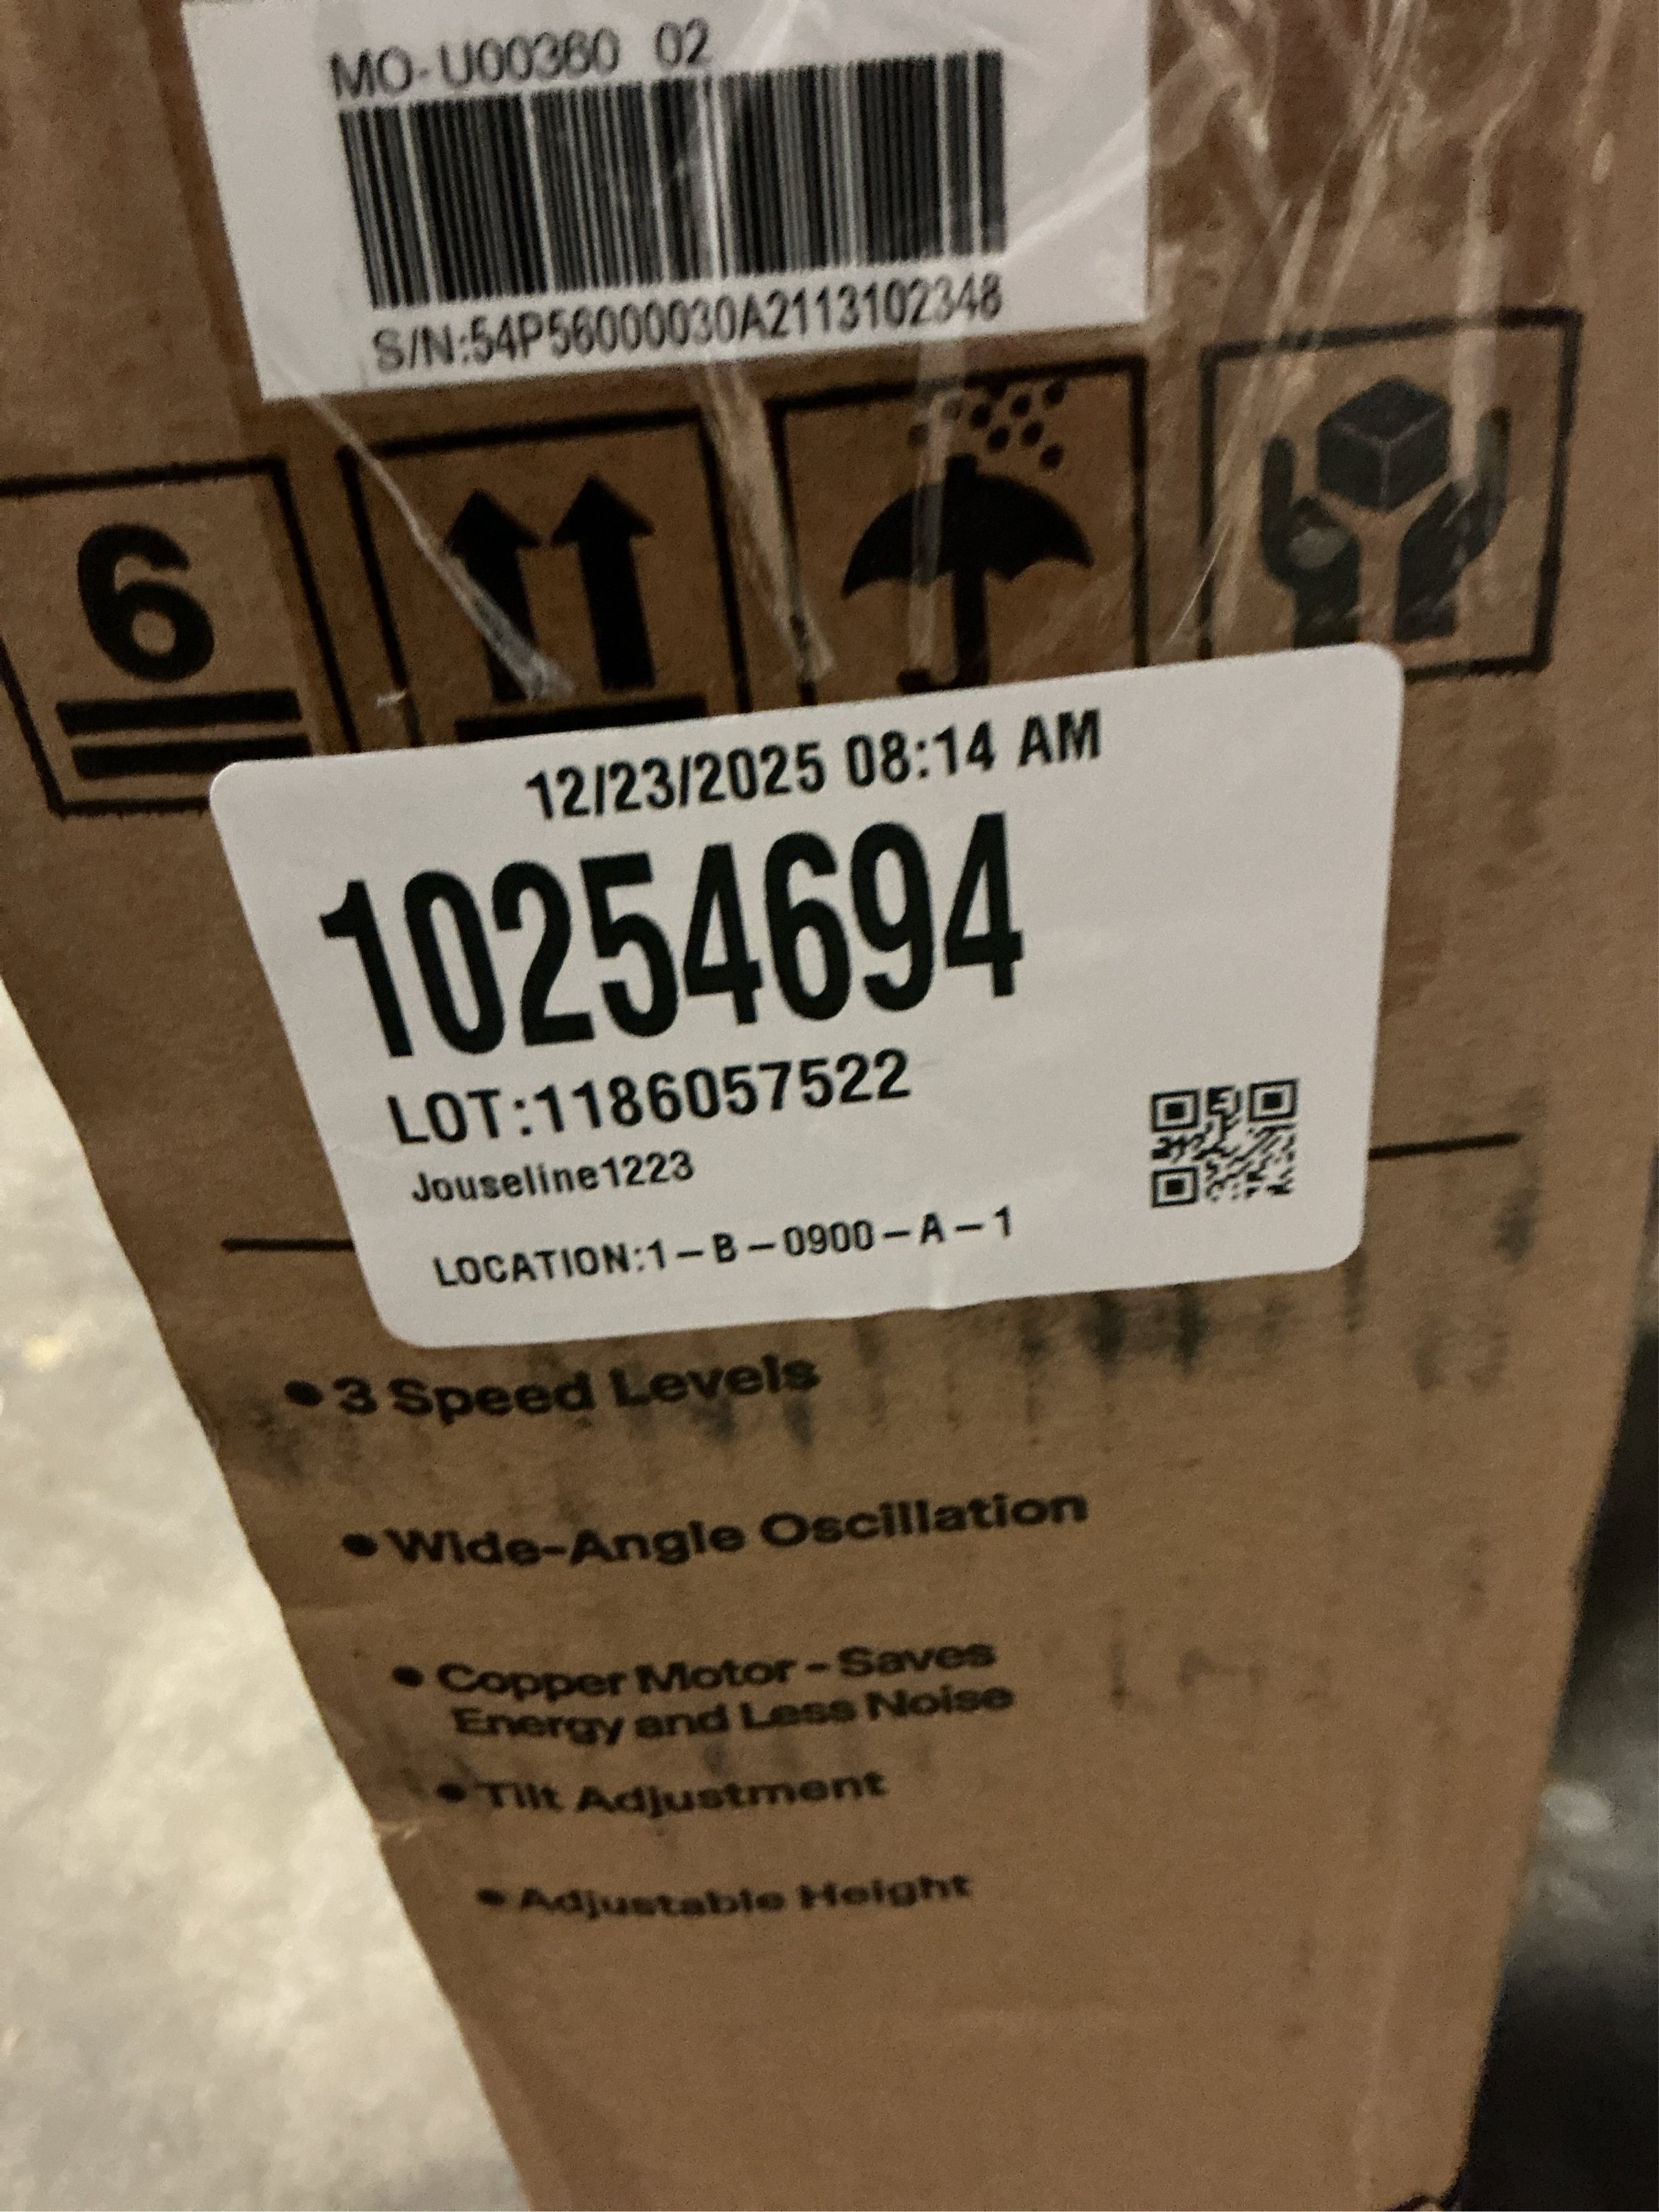 MO-U00360 02
S/N:54P56000030A2113102348
6
12/23/2025 08:14 AM
10254694
LOT:1186057522
Jouseline1223
LOCATION:1-B-0900-A-1
• 3 Speed Levels
• Wide-Angle Oscillation
• Copper Motor - Saves
Energy and Less Noise
• Tilt Adjustment
• Adjustable Height